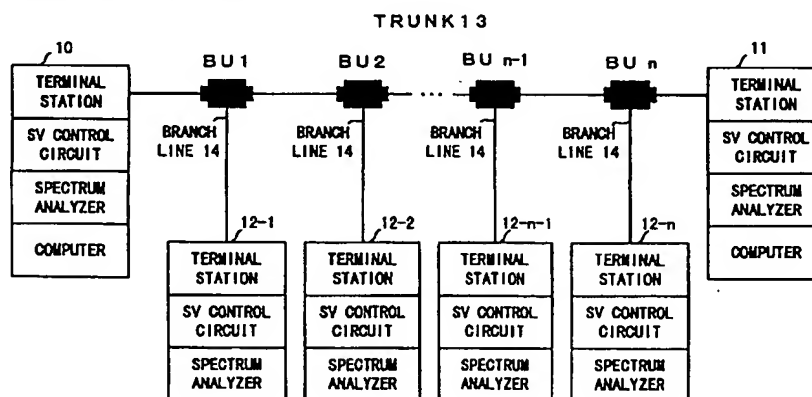 TRUNK13
10
11
BU1
BU2
...
BU n-1
BU n
TERMINAL
STATION
SV CONTROL
CIRCUIT
SPECTRUM
ANALYZER
COMPUTER
BRANCH
LINE 14
BRANCH
LINE 14
BRANCH
LINE 14
BRANCH
LINE 14
TERMINAL
STATION
SV CONTROL
CIRCUIT
SPECTRUM
ANALYZER
COMPUTER
12-1
TERMINAL
STATION
SV CONTROL
CIRCUIT
SPECTRUM
ANALYZER
12-2
TERMINAL
STATION
SV CONTROL
CIRCUIT
SPECTRUM
ANALYZER
12-n-1
TERMINAL
STATION
SV CONTROL
CIRCUIT
SPECTRUM
ANALYZER
12-n
TERMINAL
STATION
SV CONTROL
CIRCUIT
SPECTRUM
ANALYZER